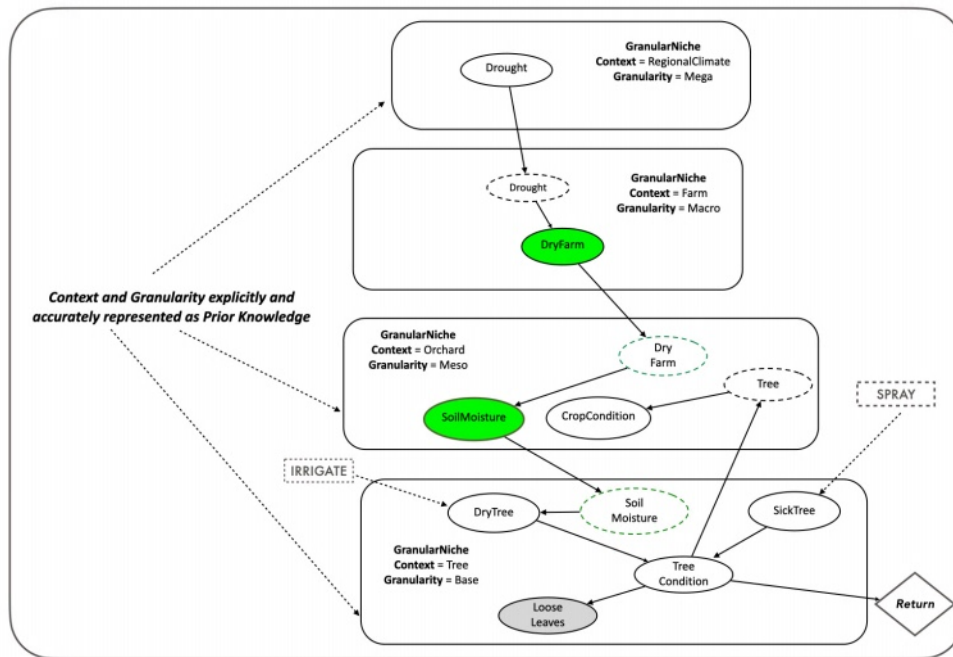 Drought
GranularNiche
Context = RegionalClimate
Granularity = Mega
Drought
GranularNiche
Context = Farm
Granularity = Macro
DryFarm
Context and Granularity explicitly and
accurately represented as Prior Knowledge
GranularNiche
Context = Orchard
Granularity = Meso
Dry
Farm
Tree
SPRAY
SoilMoisture
CropCondition
IRRIGATE
DryTree
Soil
Moisture
SickTree
GranularNiche
Context = Tree
Granularity = Base
Tree
Condition
Loose
Leaves
Return